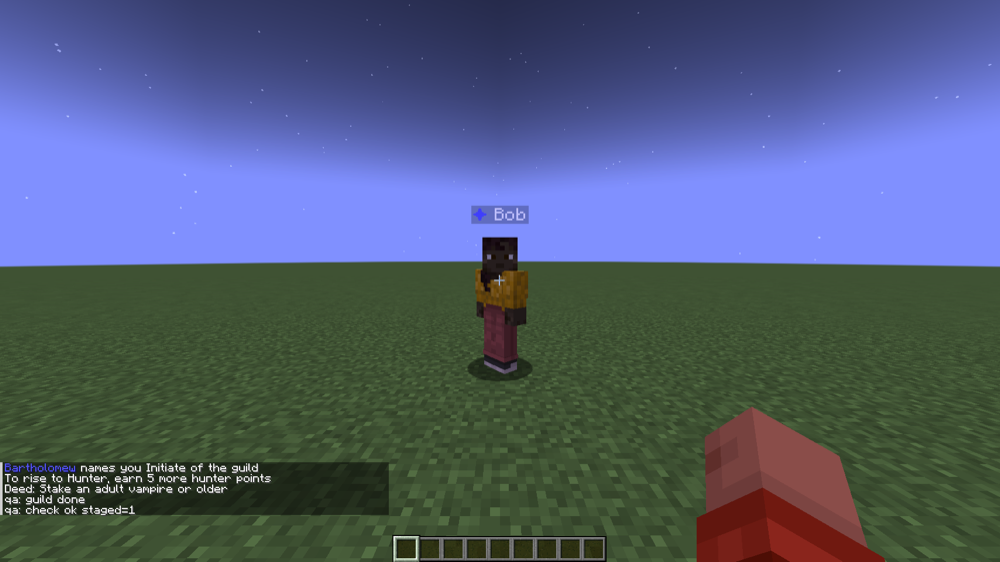 Bob
Bartholomew names you Initiate of the guild
To rise to Hunter, earn 5 more hunter points
Deed: Stake an adult vampire or older
qa: guild done
qa: check ok staged=1